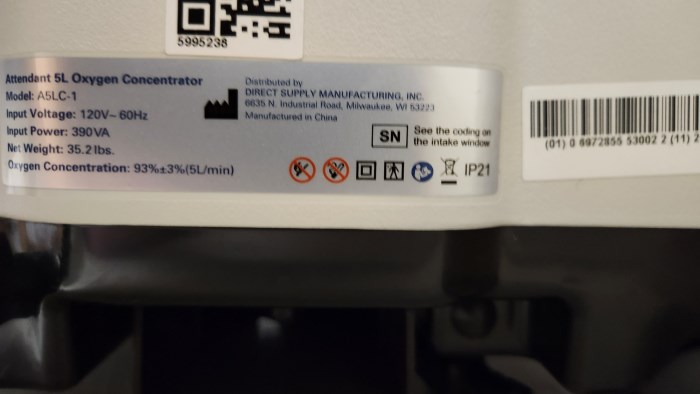 5995238
Attendant 5L Oxygen Concentrator
Model: A5LC-1
Input Voltage: 120V~ 60Hz
Input Power: 390VA
Net Weight: 35.2 lbs.
Oxygen Concentration: 93%±3%(5L/min)
Distributed by
DIRECT SUPPLY MANUFACTURING, INC.
6635 N. Industrial Road, Milwaukee, WI 53223
Manufactured in China
SN
See the coding on
the intake window
IP21
(01) 0 6972855 53002 2 (11) 2